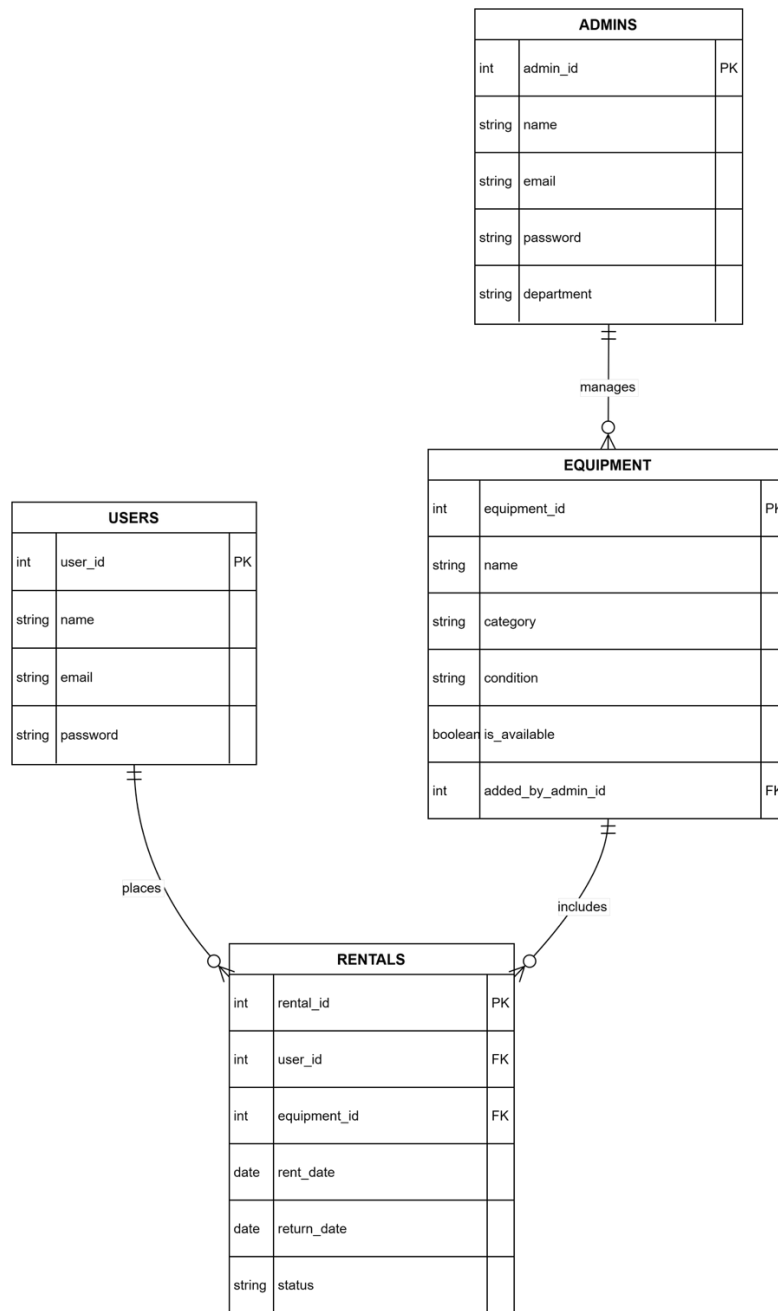 ADMINS
int admin_id PK
string name
string email
string password
string department
manages
EQUIPMENT
int equipment_id PK
string name
string category
string condition
boolean is_available
int added_by_admin_id FK
USERS
int user_id PK
string name
string email
string password
places
includes
RENTALS
int rental_id PK
int user_id FK
int equipment_id FK
date rent_date
date return_date
string status